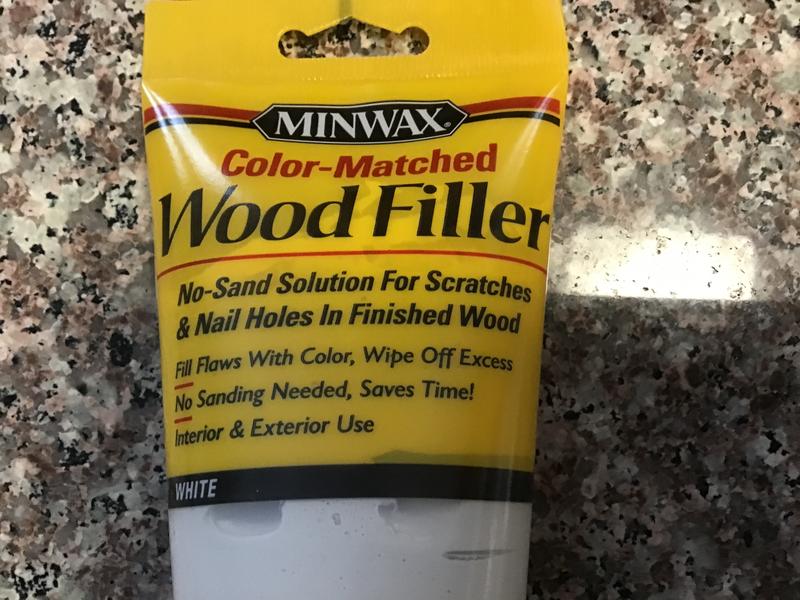 MINWAX®
Color-Matched
Wood Filler
No-Sand Solution For Scratches
& Nail Holes In Finished Wood
Fill Flaws With Color, Wipe Off Excess
No Sanding Needed, Saves Time!
Interior & Exterior Use
WHITE